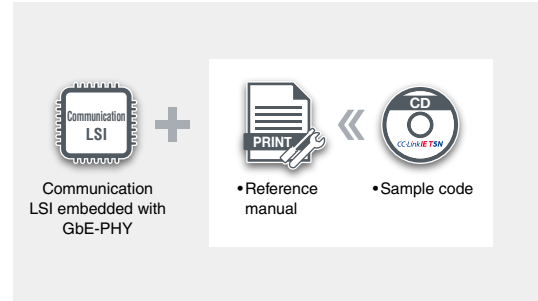 Communication
LSI
PRINT
CD
CC-Link IE TSN
Communication
LSI embedded with
GbE-PHY
•Reference
manual
•Sample code